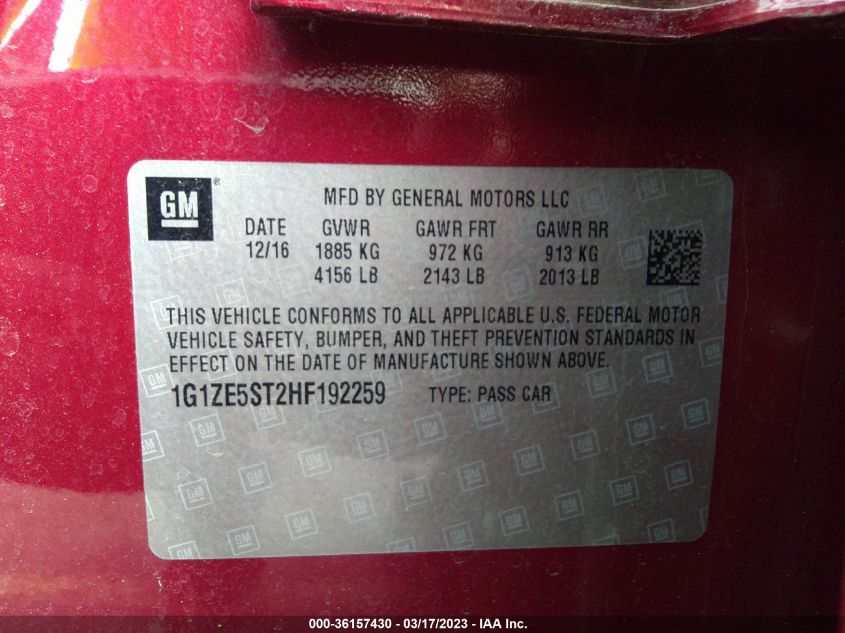 GM
MFD BY GENERAL MOTORS LLC
DATE GVWR GAWR FRT GAWR RR
12/16 1885 KG 972 KG 913 KG
4156 LB 2143 LB 2013 LB
THIS VEHICLE CONFORMS TO ALL APPLICABLE U.S. FEDERAL MOTOR
VEHICLE SAFETY, BUMPER, AND THEFT PREVENTION STANDARDS IN
EFFECT ON THE DATE OF MANUFACTURE SHOWN ABOVE.
1G1ZE5ST2HF192259 TYPE: PASS CAR
000-36157430 - 03/17/2023 - IAA Inc.